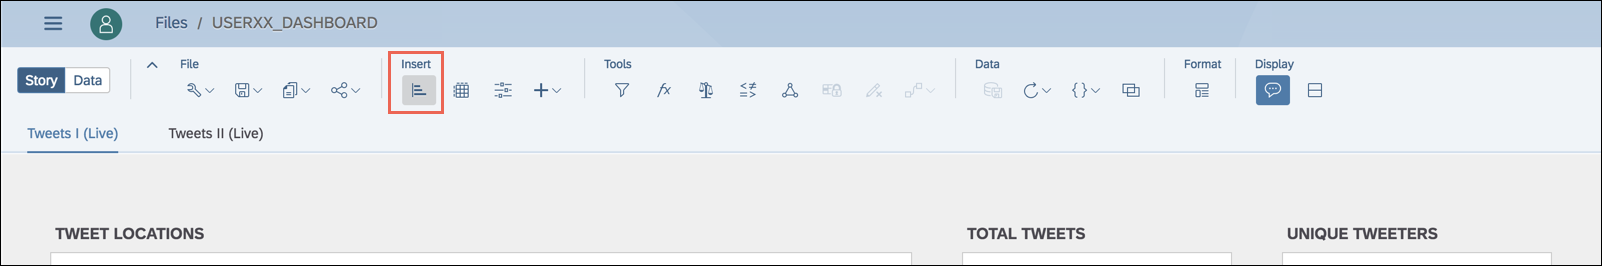 Files / USERXX_DASHBOARD
Story Data
File
Insert
Tools
Data
Format
Display
Tweets I (Live)
Tweets II (Live)
TWEET LOCATIONS
TOTAL TWEETS
UNIQUE TWEETERS